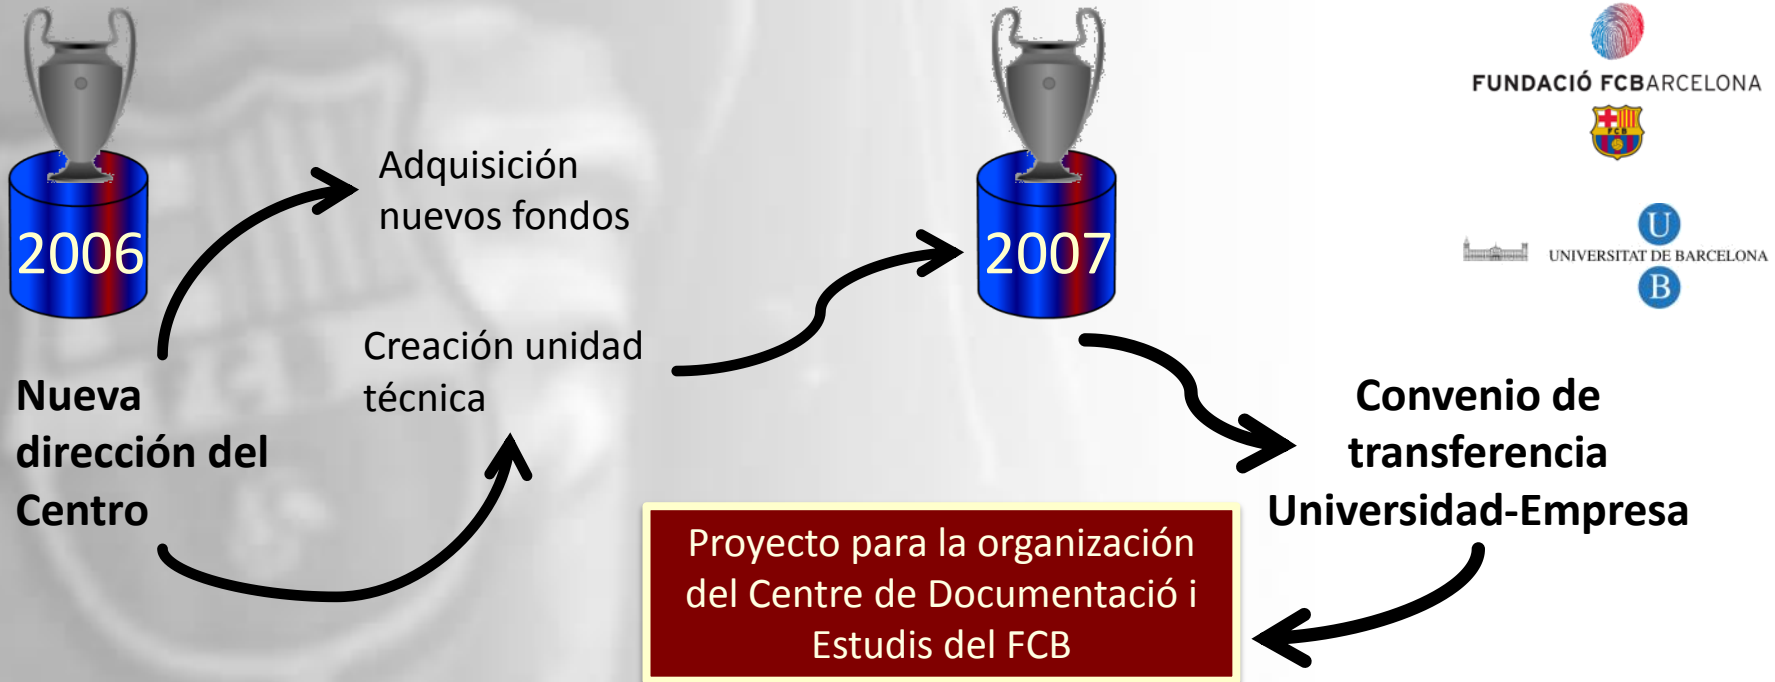 2006
Nueva
dirección del
Centro
Adquisición
nuevos fondos
Creación unidad
técnica
2007
FUNDACIÓ FCBARCELONA
FCB
U
UNIVERSITAT DE BARCELONA
B
Convenio de
transferencia
Universidad-Empresa
Proyecto para la organización
del Centre de Documentació i
Estudis del FCB